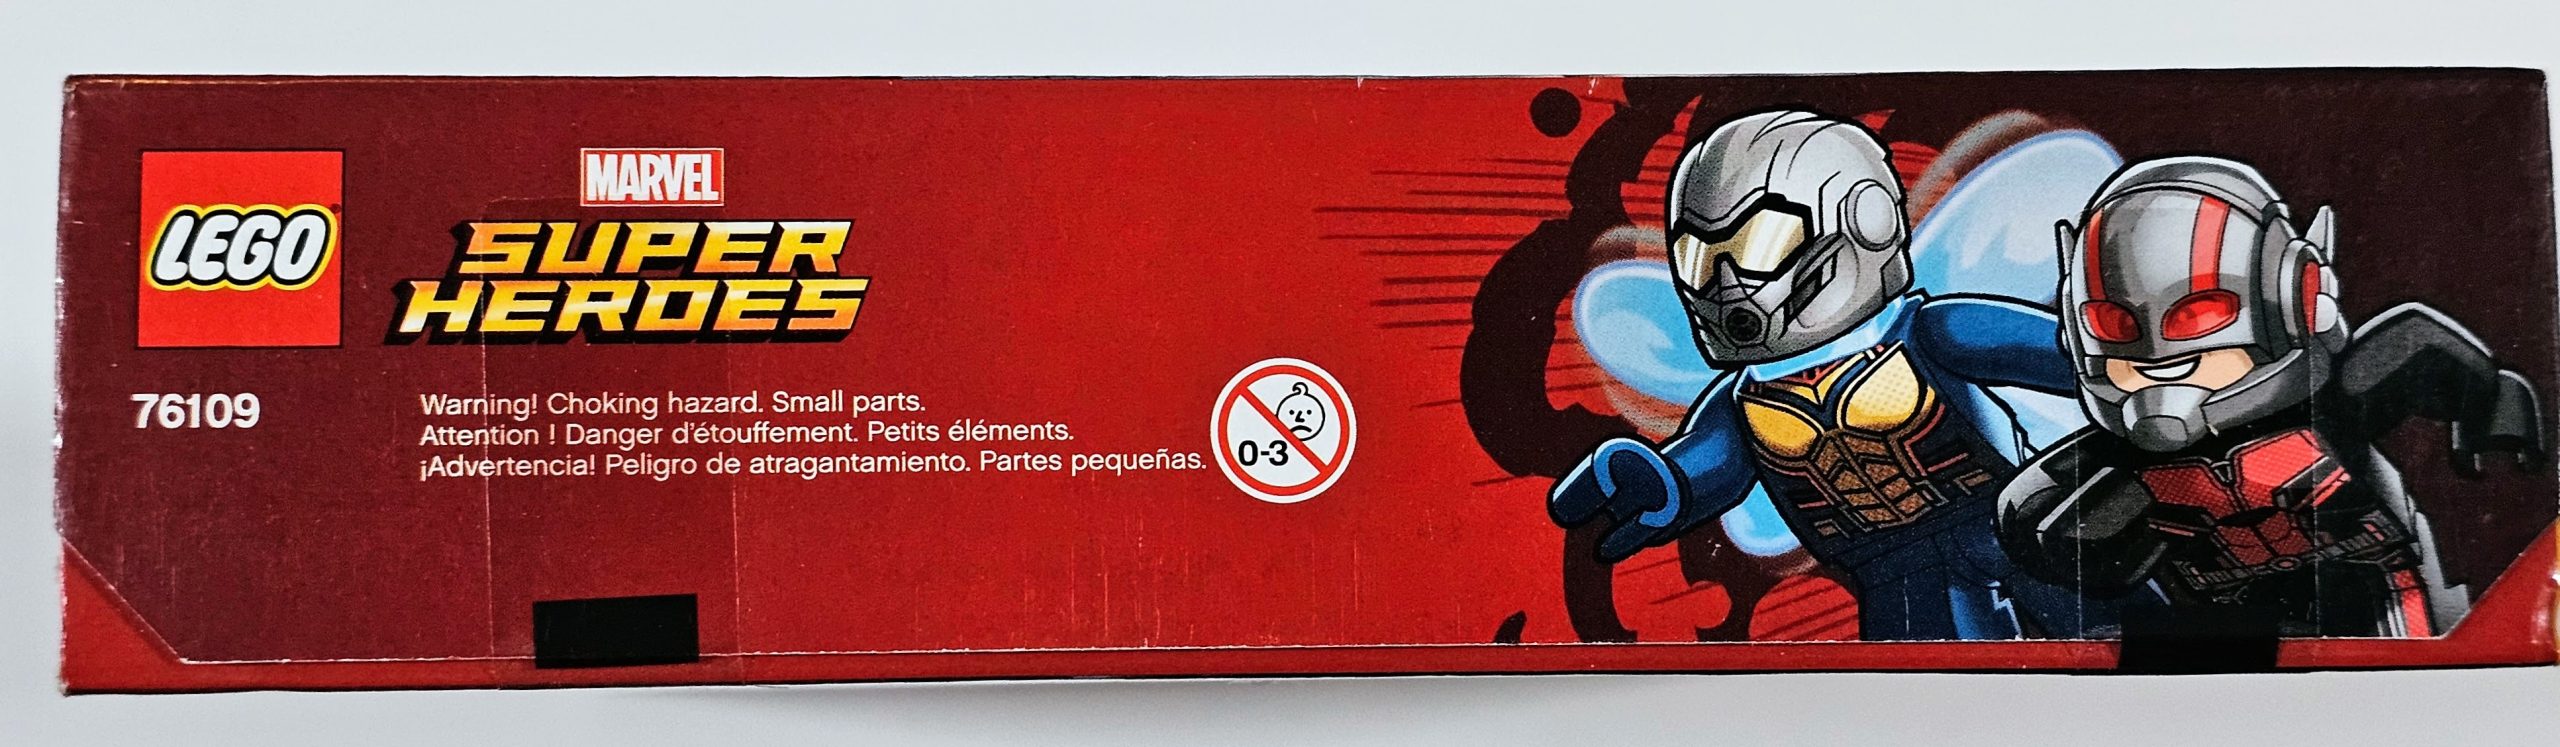 LEGO
MARVEL
SUPER
HEROES
76109
Warning! Choking hazard. Small parts.
Attention ! Danger d'étouffement. Petits éléments.
¡Advertencia! Peligro de atragantamiento. Partes pequeñas.
0-3